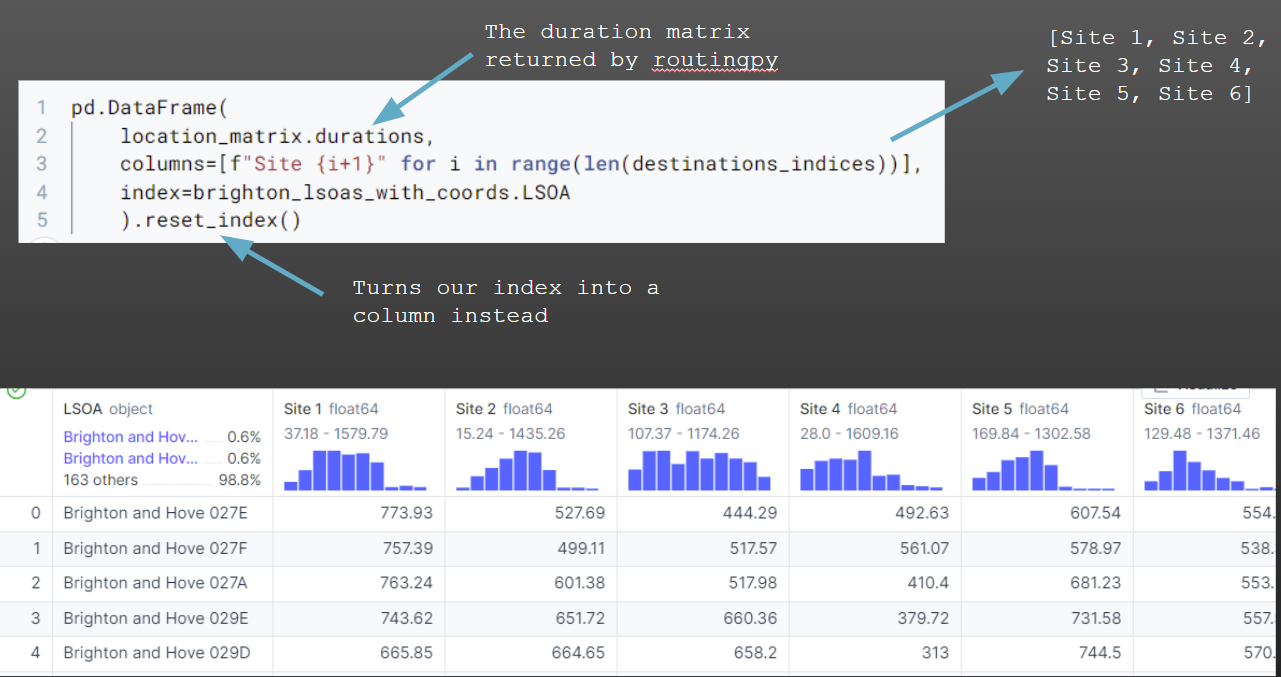 The duration matrix
returned by routingpy
[Site 1, Site 2,
Site 3, Site 4,
Site 5, Site 6]
1 pd.DataFrame(
2 location_matrix.durations,
3 columns=[f"Site {i+1}" for i in range(len(destinations_indices))],
4 index=brighton_lsoas_with_coords.LSOA
5 ).reset_index()
Turns our index into a
column instead
LSOA object Site 1 float64 Site 2 float64 Site 3 float64 Site 4 float64 Site 5 float64 Site 6 float64
37.18 - 1579.79 15.24 - 1435.26 107.37 - 1174.26 28.0 - 1609.16 169.84 - 1302.58 129.48 - 1371.46
Brighton and Hov... 0.6%
Brighton and Hov... 0.6%
163 others 98.8%
0 Brighton and Hove 027E 773.93 527.69 444.29 492.63 607.54 554.
1 Brighton and Hove 027F 757.39 499.11 517.57 561.07 578.97 538.
2 Brighton and Hove 027A 763.24 601.38 517.98 410.4 681.23 553.
3 Brighton and Hove 029E 743.62 651.72 660.36 379.72 731.58 557.
4 Brighton and Hove 029D 665.85 664.65 658.2 313 744.5 570.